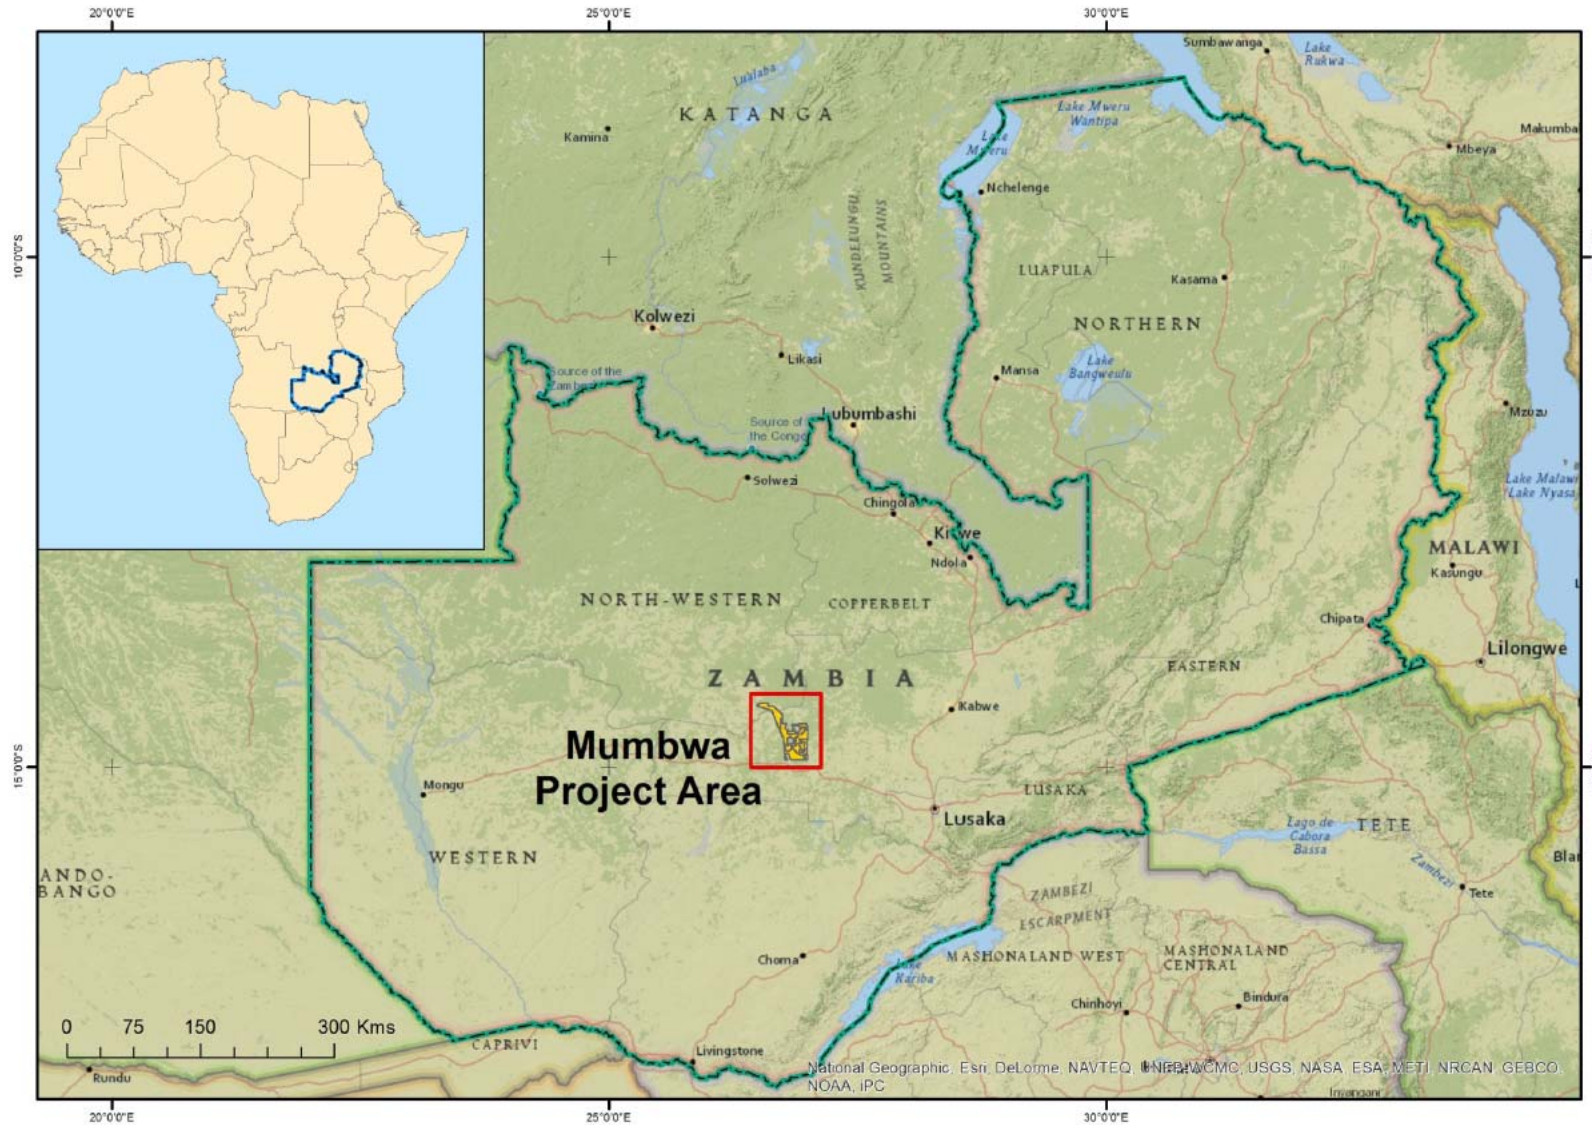 20°0'0"E
25°0'0"E
30°0'0"E
Sumbawanga
Lake
Rukwa
Lualaba
KATANGA
Lake Mweru
Wantipa
Kamina
Lake
Mweru
Makumba
Mbeya
Nchelenge
KUNDELUNGU
MOUNTAINS
10°0'0"S
LUAPULA
Kasama
Kolwezi
NORTHERN
Likasi
Lake
Bangweulu
Mansa
Source of the
Zambezi
Lubumbashi
Mzuzu
Source of
the Congo
Solwezi
Lake Malawi
Lake Nyasa
Chingola
Kitwe
Ndola
MALAWI
Kasungu
NORTH-WESTERN
COPPERBELT
Chipata
Lilongwe
EASTERN
ZAMBIA
Kabwe
Mumbwa
Project Area
15°0'0"S
Mongu
LUSAKA
Lusaka
Lago de
Cabora
Bassa
TETE
WESTERN
Blan
ANDO-
BANGO
Zambezi
Tete
ZAMBEZI
ESCARPMENT
Choma
Lake
Kariba
MASHONALAND WEST
MASHONALAND
CENTRAL
Chinhoyi
Bindura
0 75 150 300 Kms
CAPRIVI
Livingstone
Rundu
National Geographic, Esri, DeLorme, NAVTEQ, UNEP-WCMC, USGS, NASA, ESA, METI, NRCAN, GEBCO,
NOAA, iPC
Inyangani
20°0'0"E
25°0'0"E
30°0'0"E